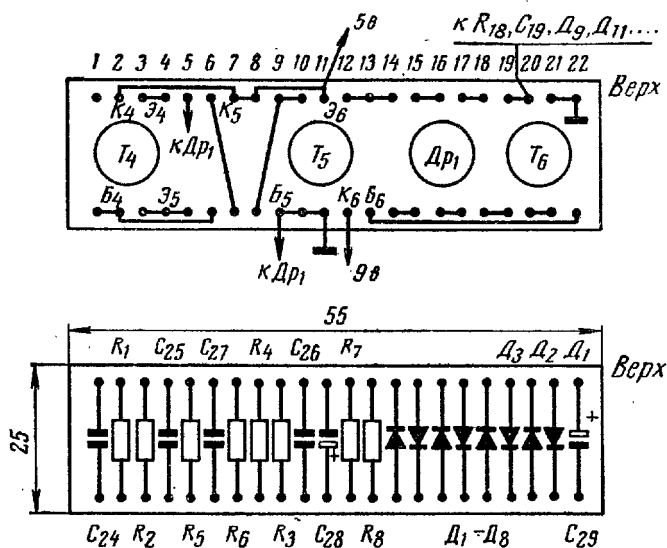 5в
к R18, C19, Д9, Д11....
1 2 3 4 5 6 7 8 9 10 11 12 13 14 15 16 17 18 19 20 21 22
Верх
К4 Э4 К5 Э6
кДр1
Т4 Т5 Др1 Т6
Б4 Э5 Б5 К6 Б6
кДр1 9в
55
R1 C25 C27 R4 C26 R7 Д3 Д2 Д1
Верх
25
+ +
C24 R2 R5 R6 R3 C28 R8 Д1-Д8 C29